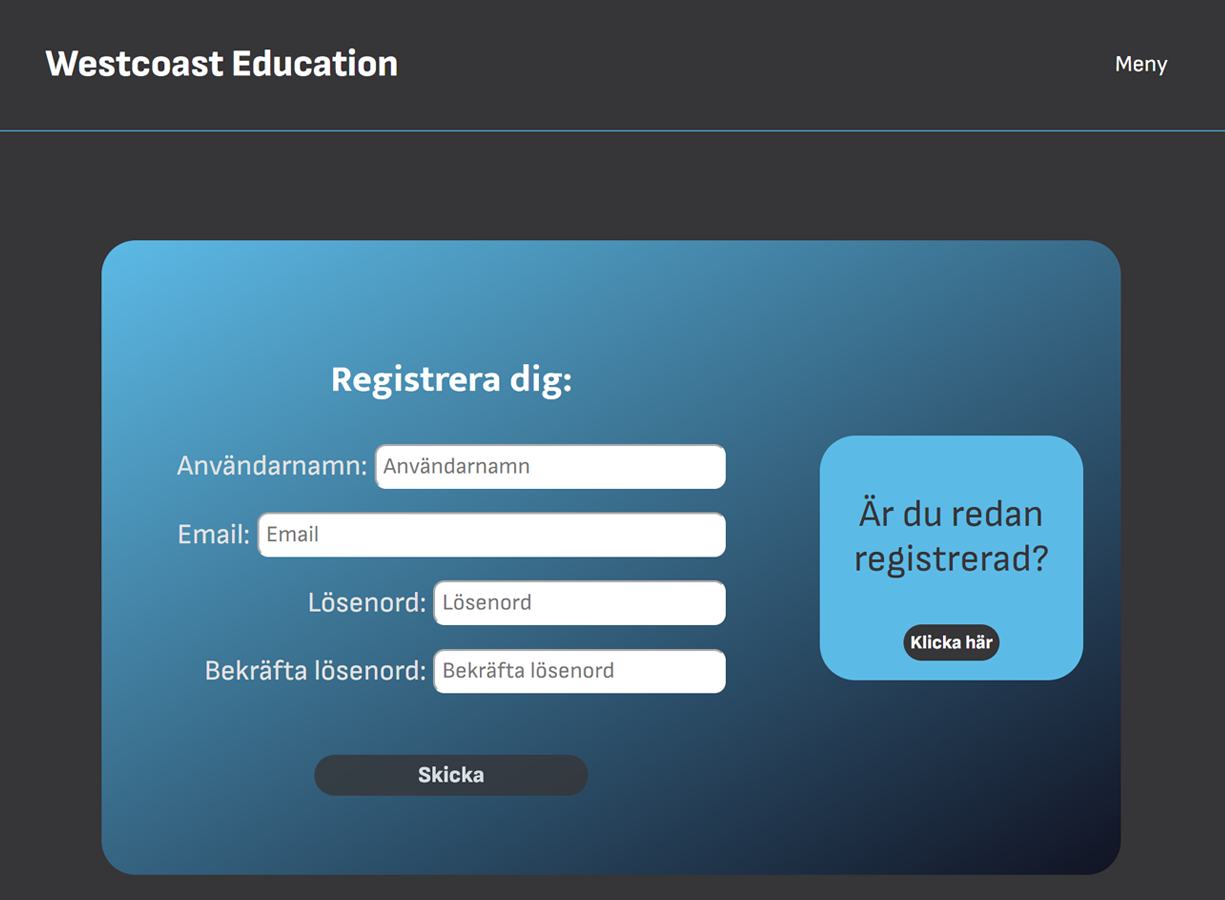 Westcoast Education
Meny
Registrera dig:
Användarnamn: Användarnamn
Email: Email
Lösenord: Lösenord
Bekräfta lösenord: Bekräfta lösenord
Skicka
Är du redan
registrerad?
Klicka här